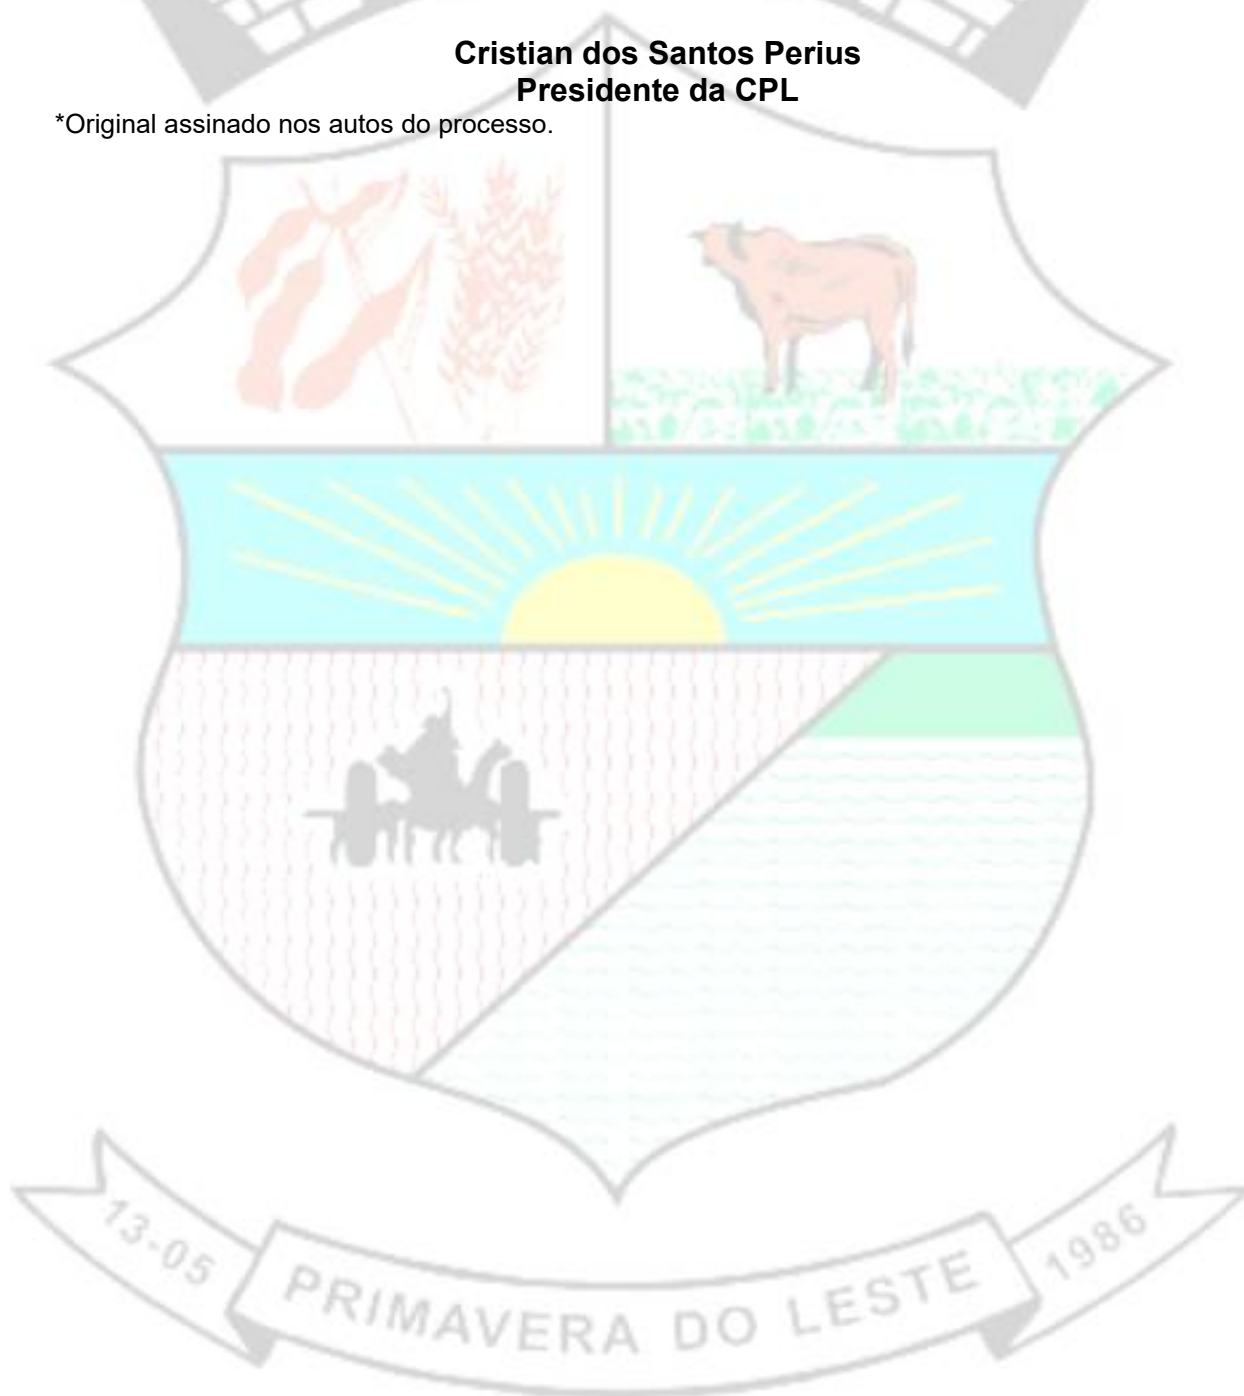 Cristian dos Santos Perius
Presidente da CPL
*Original assinado nos autos do processo.
13-05
PRIMAVERA DO LESTE
1986